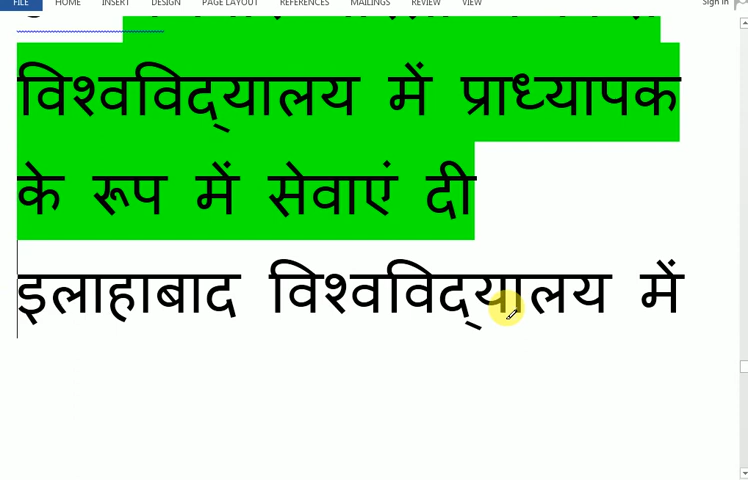 FILE HOME INSERT DESIGN PAGE LAYOUT REFERENCES MAILINGS REVIEW VIEW Sign in
विश्वविद्‌यालय में प्राध्यापक
के रूप में सेवाएं दी
इलाहाबाद विश्वविद्‌यालय में